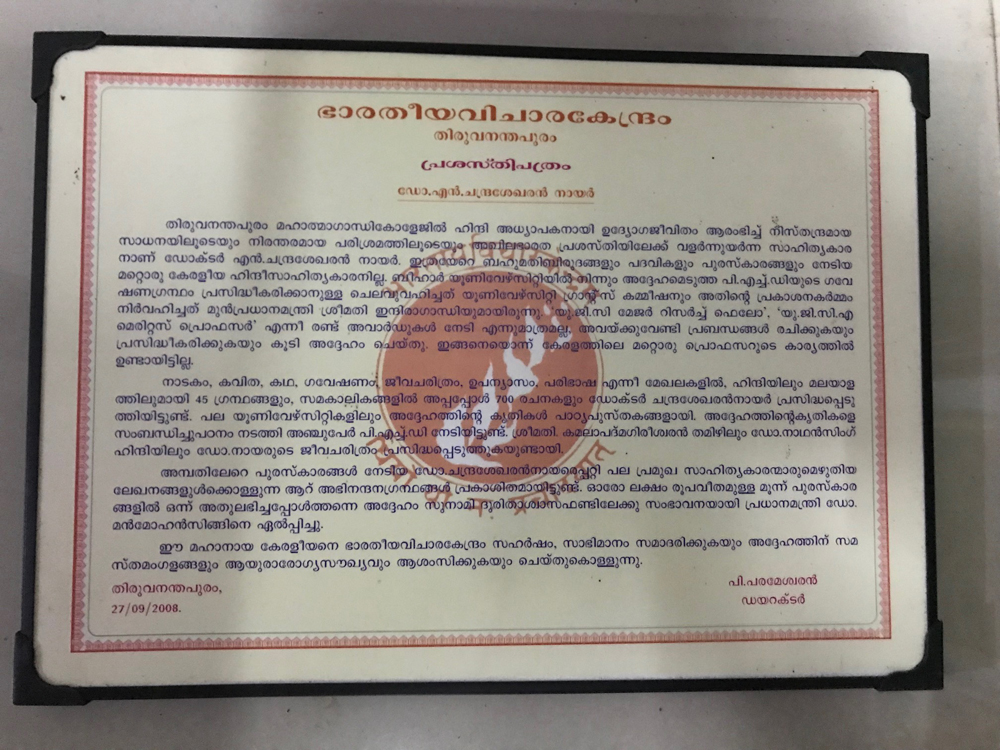 ഭാരതീയവിചാരകേന്ദ്രം
തിരുവനന്തപുരം
പ്രശസ്തിപത്രം
ഡോ.എൻ.ചന്ദ്രശേഖരൻ നായർ
തിരുവനന്തപുരം മഹാത്മാഗാന്ധികോളേജിൽ ഹിന്ദി അധ്യാപകനായി ഉദ്യോഗജീവിതം ആരംഭിച്ച് നിസ്തന്ദ്രമായ
സാധനയിലൂടെയും നിരന്തരമായ പരിശ്രമത്തിലൂടെയും അഖിലഭാരത പ്രശസ്തിയിലേക്ക് വളർന്നുയർന്ന സാഹിത്യകാര
നാണ് ഡോക്ടർ എൻ.ചന്ദ്രശേഖരൻ നായർ. ഇത്രയേറെ ബഹുമതിബിരുദങ്ങളും പദവികളും പുരസ്കാരങ്ങളും നേടിയ
മറ്റൊരു കേരളീയ ഹിന്ദീസാഹിത്യകാരനില്ല. ബീഹാർ യൂണിവേഴ്സിറ്റിയിൽ നിന്നും അദ്ദേഹമെടുത്ത പി.എച്ച്.ഡിയുടെ ഗവേ
ഷണഗ്രന്ഥം പ്രസിദ്ധീകരിക്കാനുള്ള ചെലവുവഹിച്ചത് യൂണിവേഴ്സിറ്റി ഗ്രാന്റ്സ് കമ്മീഷനും അതിന്റെ പ്രകാശനകർമ്മം
നിർവഹിച്ചത് മുൻപ്രധാനമന്ത്രി ശ്രീമതി ഇന്ദിരാഗാന്ധിയുമായിരുന്നു. 'യു.ജി.സി മേജർ റിസർച്ച് ഫെലോ', 'യു.ജി.സി.എ
മെരിറ്റസ് പ്രൊഫസർ' എന്നീ രണ്ട് അവാർഡുകൾ നേടി എന്നുമാത്രമല്ല, അവയ്ക്കുവേണ്ടി പ്രബന്ധങ്ങൾ രചിക്കുകയും
പ്രസിദ്ധീകരിക്കുകയും കൂടി അദ്ദേഹം ചെയ്തു. ഇങ്ങനെയൊന്ന് കേരളത്തിലെ മറ്റൊരു പ്രൊഫസറുടെ കാര്യത്തിൽ
ഉണ്ടായിട്ടില്ല.
നാടകം, കവിത, കഥ, ഗവേഷണം, ജീവചരിത്രം, ഉപന്യാസം, പരിഭാഷ എന്നീ മേഖലകളിൽ, ഹിന്ദിയിലും മലയാള
ത്തിലുമായി 45 ഗ്രന്ഥങ്ങളും, സമകാലികങ്ങളിൽ അപ്പപ്പോൾ 700 രചനകളും ഡോക്ടർ ചന്ദ്രശേഖരൻനായർ പ്രസിദ്ധപ്പെടു
ത്തിയിട്ടുണ്ട്. പല യൂണിവേഴ്സിറ്റികളിലും അദ്ദേഹത്തിന്റെ കൃതികൾ പാഠ്യപുസ്തകങ്ങളായി. അദ്ദേഹത്തിന്റെകൃതികളെ
സംബന്ധിച്ചുപഠനം നടത്തി അഞ്ചുപേർ പി.എച്ച്.ഡി നേടിയിട്ടുണ്ട്. ശ്രീമതി. കമലാപദ്മഗിരീശ്വരൻ തമിഴിലും ഡോ.നാഥൻസിംഗ്
ഹിന്ദിയിലും ഡോ.നായരുടെ ജീവചരിത്രം പ്രസിദ്ധപ്പെടുത്തുകയുണ്ടായി.
അമ്പതിലേറെ പുരസ്കാരങ്ങൾ നേടിയ ഡോ.ചന്ദ്രശേഖരൻനായരെപ്പറ്റി പല പ്രമുഖ സാഹിത്യകാരന്മാരുമെഴുതിയ
ലേഖനങ്ങളുൾക്കൊള്ളുന്ന ആറ് അഭിനന്ദനഗ്രന്ഥങ്ങൾ പ്രകാശിതമായിട്ടുണ്ട്. ഓരോ ലക്ഷം രൂപവീതമുള്ള മൂന്ന് പുരസ്കാര
ങ്ങളിൽ ഒന്ന് അതുലഭിച്ചപ്പോൾത്തന്നെ അദ്ദേഹം സുനാമി ദുരിതാശ്വാസഫണ്ടിലേക്കു സംഭാവനയായി പ്രധാനമന്ത്രി ഡോ.
മൻമോഹൻസിങ്ങിനെ ഏൽപ്പിച്ചു.
ഈ മഹാനായ കേരളീയനെ ഭാരതീയവിചാരകേന്ദ്രം സഹർഷം, സാഭിമാനം സമാദരിക്കുകയും അദ്ദേഹത്തിന് സമ
സ്തമംഗളങ്ങളും ആയുരാരോഗ്യസൗഖ്യവും ആശംസിക്കുകയും ചെയ്തുകൊള്ളുന്നു.
തിരുവനന്തപുരം,
27/09/2008.
പി.പരമേശ്വരൻ
ഡയറക്ടർ